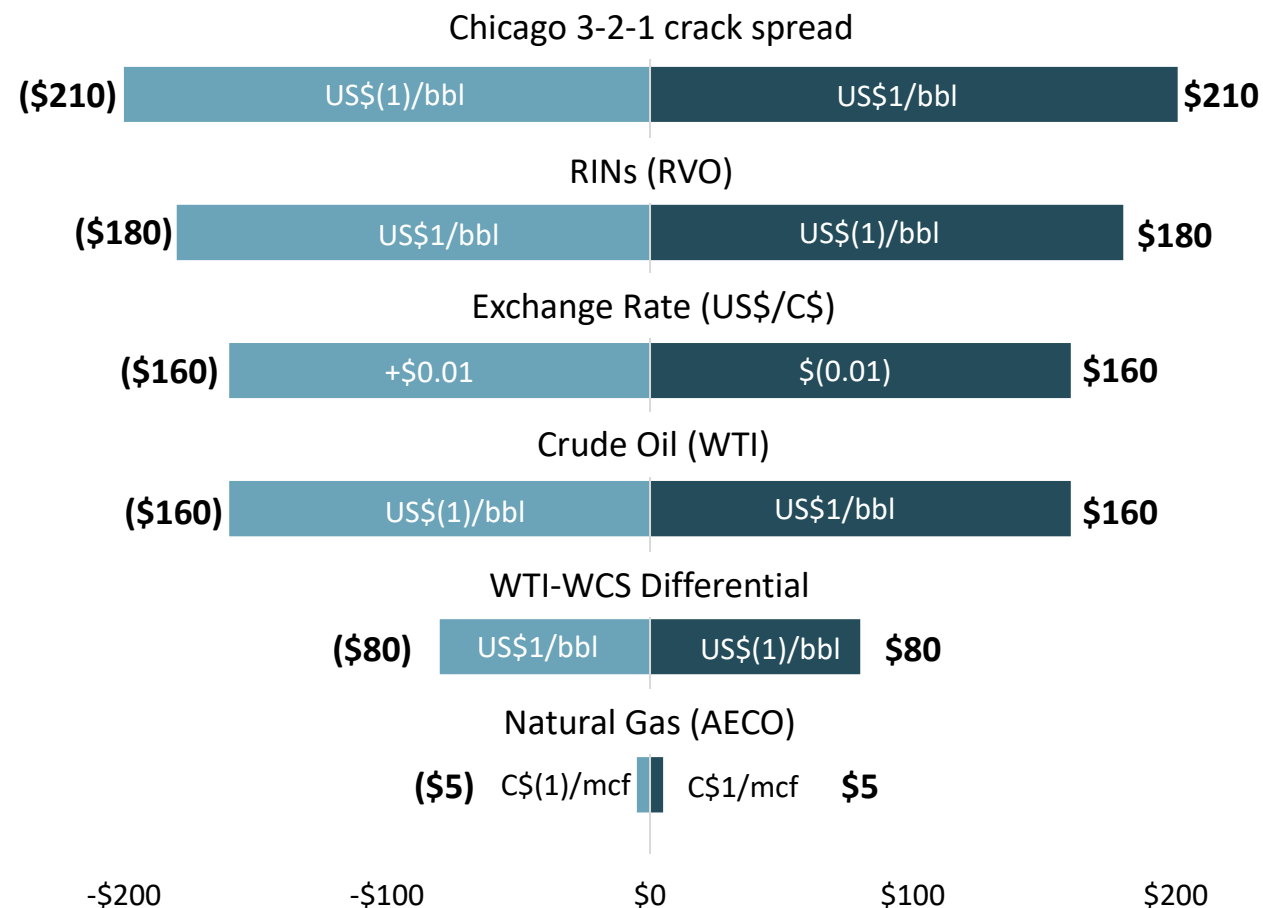 Chicago 3-2-1 crack spread
($210) US$(1)/bbl US$1/bbl $210
RINs (RVO)
($180) US$1/bbl US$(1)/bbl $180
Exchange Rate (US$/C$)
($160) +$0.01 $(0.01) $160
Crude Oil (WTI)
($160) US$(1)/bbl US$1/bbl $160
WTI-WCS Differential
($80) US$1/bbl US$(1)/bbl $80
Natural Gas (AECO)
($5) C$(1)/mcf C$1/mcf $5
-$200 -$100 $0 $100 $200